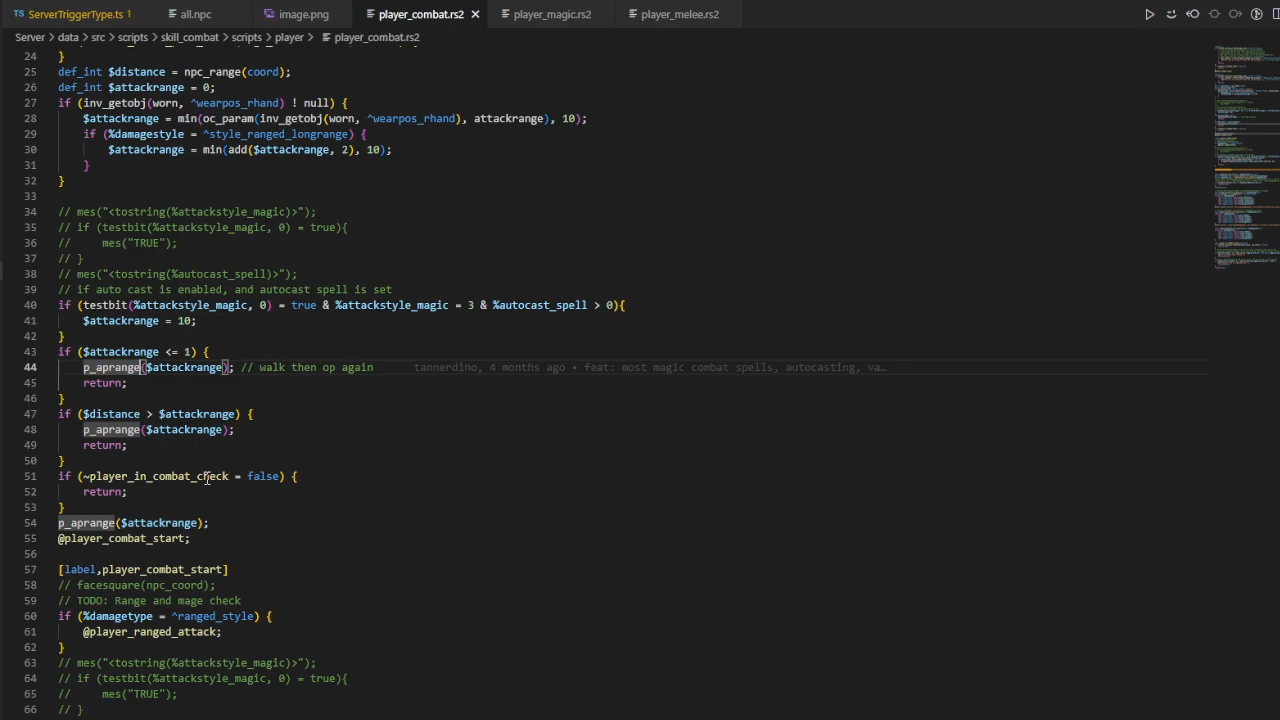 TS ServerTriggerType.ts 1 all.npc image.png player_combat.rs2 player_magic.rs2 player_melee.rs2
Server > data > src > scripts > skill_combat > scripts > player > player_combat.rs2
24 }
25 def_int $distance = npc_range(coord);
26 def_int $attackrange = 0;
27 if (inv_getobj(worn, ^wearpos_rhand) ! null) {
28 $attackrange = min(oc_param(inv_getobj(worn, ^wearpos_rhand), attackrange), 10);
29 if (%damagestyle = ^style_ranged_longrange) {
30 $attackrange = min(add($attackrange, 2), 10);
31 }
32 }
33
34 // mes("<tostring(%attackstyle_magic)>");
35 // if (testbit(%attackstyle_magic, 0) = true){
36 // mes("TRUE");
37 // }
38 // mes("<tostring(%autocast_spell)>");
39 // if auto cast is enabled, and autocast spell is set
40 if (testbit(%attackstyle_magic, 0) = true & %attackstyle_magic = 3 & %autocast_spell > 0){
41 $attackrange = 10;
42 }
43 if ($attackrange <= 1) {
44 p_aprange($attackrange); // walk then op again tannerdino, 4 months ago • feat: most magic combat spells, autocasting, va…
45 return;
46 }
47 if ($distance > $attackrange) {
48 p_aprange($attackrange);
49 return;
50 }
51 if (~player_in_combat_check = false) {
52 return;
53 }
54 p_aprange($attackrange);
55 @player_combat_start;
56
57 [label,player_combat_start]
58 // facesquare(npc_coord);
59 // TODO: Range and mage check
60 if (%damagetype = ^ranged_style) {
61 @player_ranged_attack;
62 }
63 // mes("<tostring(%attackstyle_magic)>");
64 // if (testbit(%attackstyle_magic, 0) = true){
65 // mes("TRUE");
66 // }